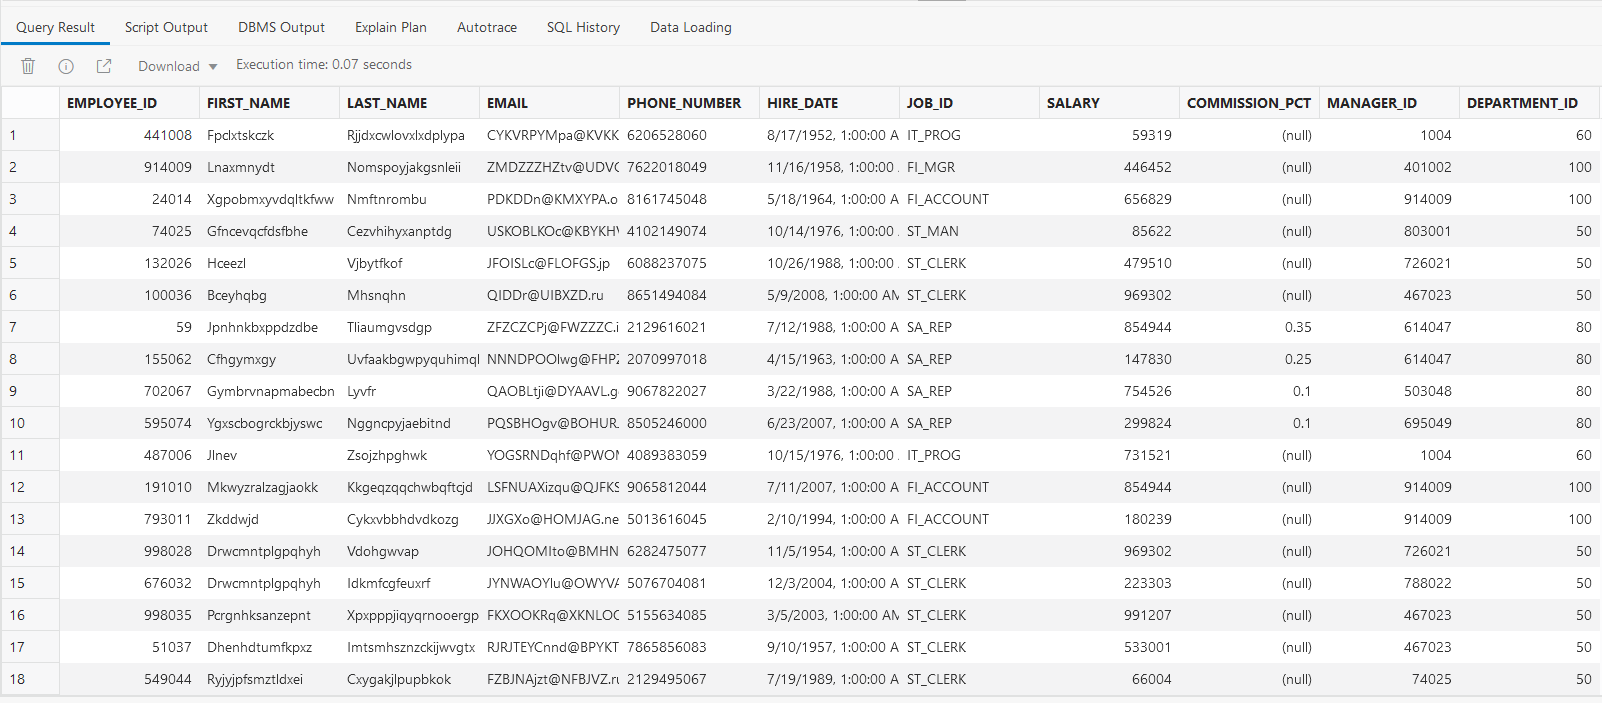 Query Result Script Output DBMS Output Explain Plan Autotrace SQL History Data Loading
Download Execution time: 0.07 seconds
EMPLOYEE_ID FIRST_NAME LAST_NAME EMAIL PHONE_NUMBER HIRE_DATE JOB_ID SALARY COMMISSION_PCT MANAGER_ID DEPARTMENT_ID
1 441008 Fpclxtskczk Rjjdxcwlovxlxdplypa CYKVRPYMpa@KVKK 6206528060 8/17/1952, 1:00:00 A IT_PROG 59319 (null) 1004 60
2 914009 Lnaxmnydt Nomspoyjakgsnleii ZMDZZZHZtv@UDVC 7622018049 11/16/1958, 1:00:00 FI_MGR 446452 (null) 401002 100
3 24014 Xgpobmxyvdqltkfww Nmftnrombu PDKDDn@KMXYPA.o 8161745048 5/18/1964, 1:00:00 A FI_ACCOUNT 656829 (null) 914009 100
4 74025 Gfncevqcfdsfbhe Cezvhihyxanptdg USKOBLKOc@KBYKH 4102149074 10/14/1976, 1:00:00 ST_MAN 85622 (null) 803001 50
5 132026 Hceezl Vjbytfkof JFOISLc@FLOFGS.jp 6088237075 10/26/1988, 1:00:00 ST_CLERK 479510 (null) 726021 50
6 100036 Bceyhqbg Mhsnqhn QIDDr@UIBXZD.ru 8651494084 5/9/2008, 1:00:00 AM ST_CLERK 969302 (null) 467023 50
7 59 Jpnhnkbxppdzdbe Tliaumgvsdgp ZFZCZCPj@FWZZZC.i 2129616021 7/12/1988, 1:00:00 A SA_REP 854944 0.35 614047 80
8 155062 Cfhgymxgy Uvfaakbgwpyquhimql NNNDPOOlwg@FHPZ 2070997018 4/15/1963, 1:00:00 A SA_REP 147830 0.25 614047 80
9 702067 Gymbrvnapmabecbn Lyvfr QAOBLtji@DYAAVL.g 9067822027 3/22/1988, 1:00:00 A SA_REP 754526 0.1 503048 80
10 595074 Ygxscbogrckbjyswc Nggncpyjaebitnd PQSBHOgv@BOHUR 8505246000 6/23/2007, 1:00:00 A SA_REP 299824 0.1 695049 80
11 487006 Jlnev Zsojzhpghwk YOGSRNDqhf@PWO 4089383059 10/15/1976, 1:00:00 IT_PROG 731521 (null) 1004 60
12 191010 Mkwyzralzagjaokk Kkgeqzqqchwbqftcjd LSFNUAXizqu@QJFKS 9065812044 7/11/2007, 1:00:00 A FI_ACCOUNT 854944 (null) 914009 100
13 793011 Zkddwjd Cykxvbbhdvdkozg JJXGXo@HOMJAG.ne 5013616045 2/10/1994, 1:00:00 A FI_ACCOUNT 180239 (null) 914009 100
14 998028 Drwcmntplgpqhyh Vdohgwvap JOHQOMIto@BMHN 6282475077 11/5/1954, 1:00:00 A ST_CLERK 969302 (null) 726021 50
15 676032 Drwcmntplgpqhyh Idkmfcgfeuxrf JYNWAOYlu@OWYVA 5076704081 12/3/2004, 1:00:00 A ST_CLERK 223303 (null) 788022 50
16 998035 Pcrgnhksanzepnt Xpxpppjiqyqrnooergp FKXOOKRq@XKNLOC 5155634085 3/5/2003, 1:00:00 AM ST_CLERK 991207 (null) 467023 50
17 51037 Dhenhdtumfkpxz Imtsmhsznzckijwvgtx RJRJTEYCnnd@BPYKT 7865856083 9/10/1957, 1:00:00 A ST_CLERK 533001 (null) 467023 50
18 549044 Ryjyjpfsmztldxei Cxygakjlpupbkok FZBJNAjzt@NFBJVZ.ru 2129495067 7/19/1989, 1:00:00 A ST_CLERK 66004 (null) 74025 50